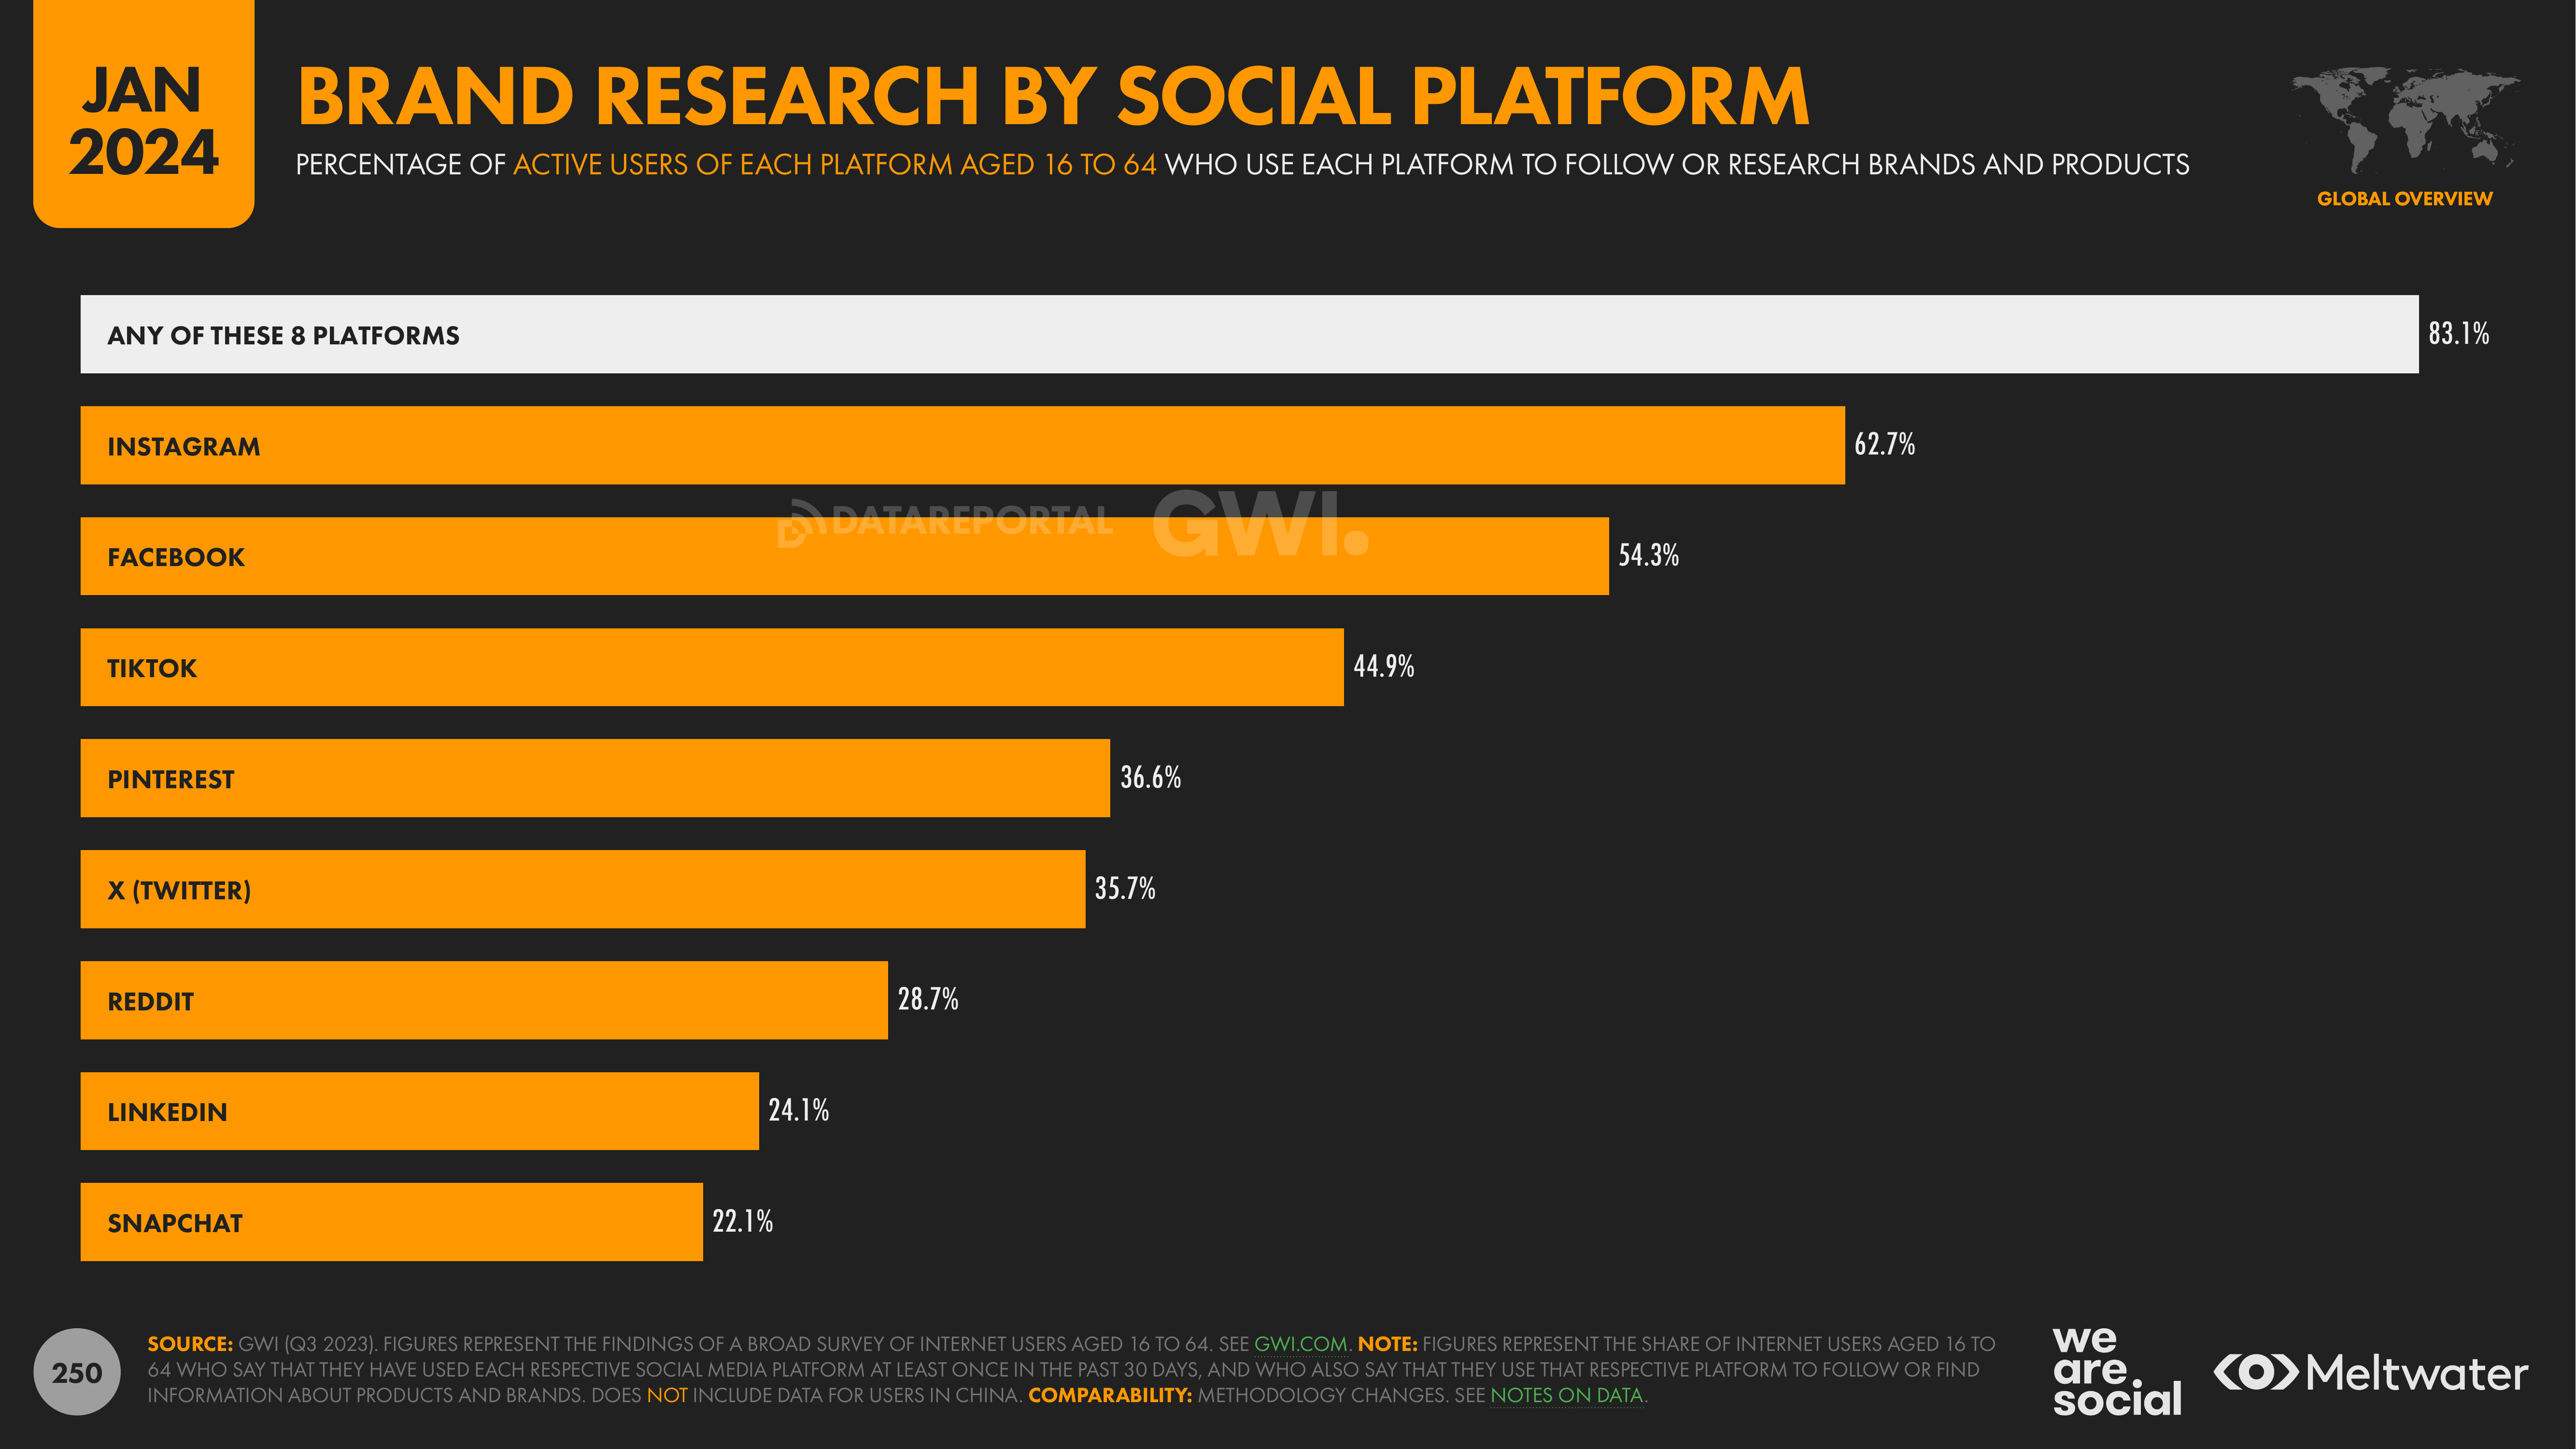 JAN
2024
BRAND RESEARCH BY SOCIAL PLATFORM
PERCENTAGE OF ACTIVE USERS OF EACH PLATFORM AGED 16 TO 64 WHO USE EACH PLATFORM TO FOLLOW OR RESEARCH BRANDS AND PRODUCTS
GLOBAL OVERVIEW
ANY OF THESE 8 PLATFORMS 83.1%
INSTAGRAM 62.7%
DATAREPORTAL GWI.
FACEBOOK 54.3%
TIKTOK 44.9%
PINTEREST 36.6%
X (TWITTER) 35.7%
REDDIT 28.7%
LINKEDIN 24.1%
SNAPCHAT 22.1%
250
SOURCE: GWI (Q3 2023). FIGURES REPRESENT THE FINDINGS OF A BROAD SURVEY OF INTERNET USERS AGED 16 TO 64. SEE GWI.COM. NOTE: FIGURES REPRESENT THE SHARE OF INTERNET USERS AGED 16 TO
64 WHO SAY THAT THEY HAVE USED EACH RESPECTIVE SOCIAL MEDIA PLATFORM AT LEAST ONCE IN THE PAST 30 DAYS, AND WHO ALSO SAY THAT THEY USE THAT RESPECTIVE PLATFORM TO FOLLOW OR FIND
INFORMATION ABOUT PRODUCTS AND BRANDS. DOES NOT INCLUDE DATA FOR USERS IN CHINA. COMPARABILITY: METHODOLOGY CHANGES. SEE NOTES ON DATA.
we
are.
social
Meltwater